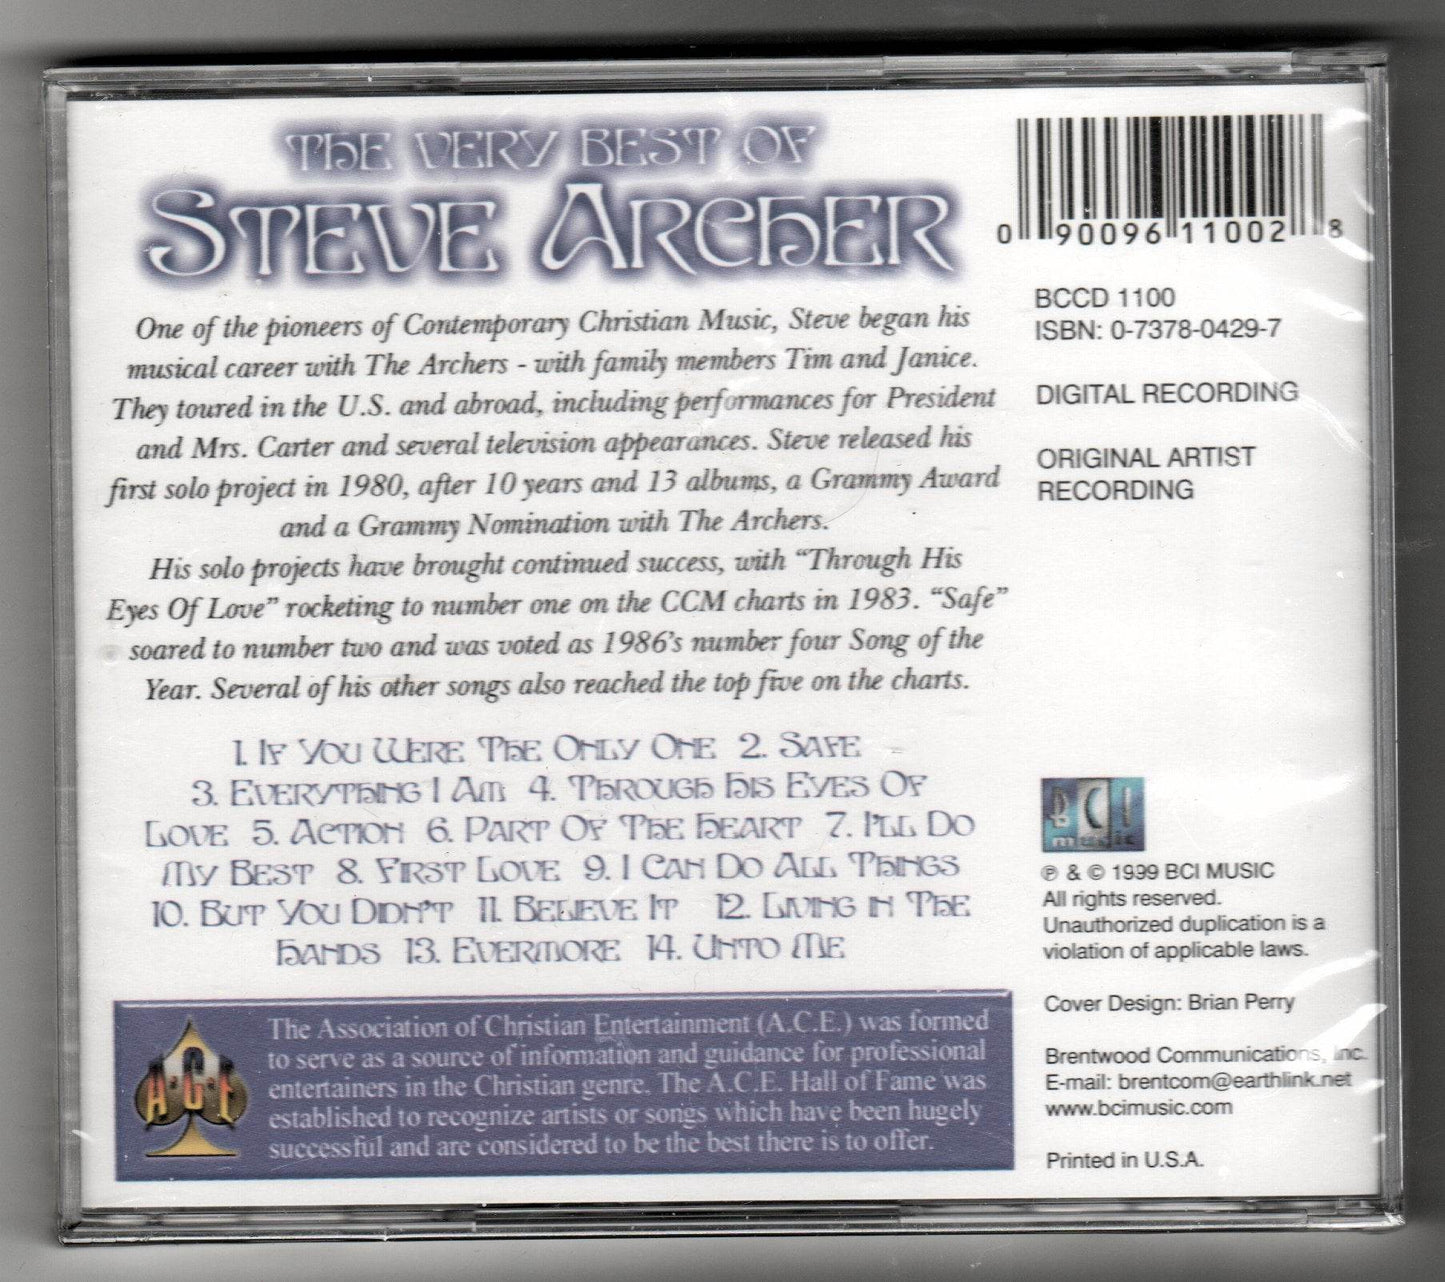 THE VERY BEST OF
STEVE ARCHER
One of the pioneers of Contemporary Christian Music, Steve began his
musical career with The Archers - with family members Tim and Janice.
They toured in the U.S. and abroad, including performances for President
and Mrs. Carter and several television appearances. Steve released his
first solo project in 1980, after 10 years and 13 albums, a Grammy Award
and a Grammy Nomination with The Archers.
His solo projects have brought continued success, with “Through His
Eyes Of Love” rocketing to number one on the CCM charts in 1983. “Safe”
soared to number two and was voted as 1986's number four Song of the
Year. Several of his other songs also reached the top five on the charts.
1. IF YOU WERE THE ONLY ONE 2. SAFE
3. EVERYTHING I AM 4. THROUGH HIS EYES OF
LOVE 5. ACTION 6. PART OF THE HEART 7. I'LL DO
MY BEST 8. FIRST LOVE 9. I CAN DO ALL THINGS
10. BUT YOU DIDN'T 11. BELIEVE IT 12. LIVING IN THE
HANDS 13. EVERMORE 14. UNTO ME
A·C·E
The Association of Christian Entertainment (A.C.E.) was formed
to serve as a source of information and guidance for professional
entertainers in the Christian genre. The A.C.E. Hall of Fame was
established to recognize artists or songs which have been hugely
successful and are considered to be the best there is to offer.
0 90096 11002 8
BCCD 1100
ISBN: 0-7378-0429-7
DIGITAL RECORDING
ORIGINAL ARTIST
RECORDING
BCI
music
℗ & © 1999 BCI MUSIC
All rights reserved.
Unauthorized duplication is a
violation of applicable laws.
Cover Design: Brian Perry
Brentwood Communications, Inc.
E-mail: brentcom@earthlink.net
www.bcimusic.com
Printed in U.S.A.